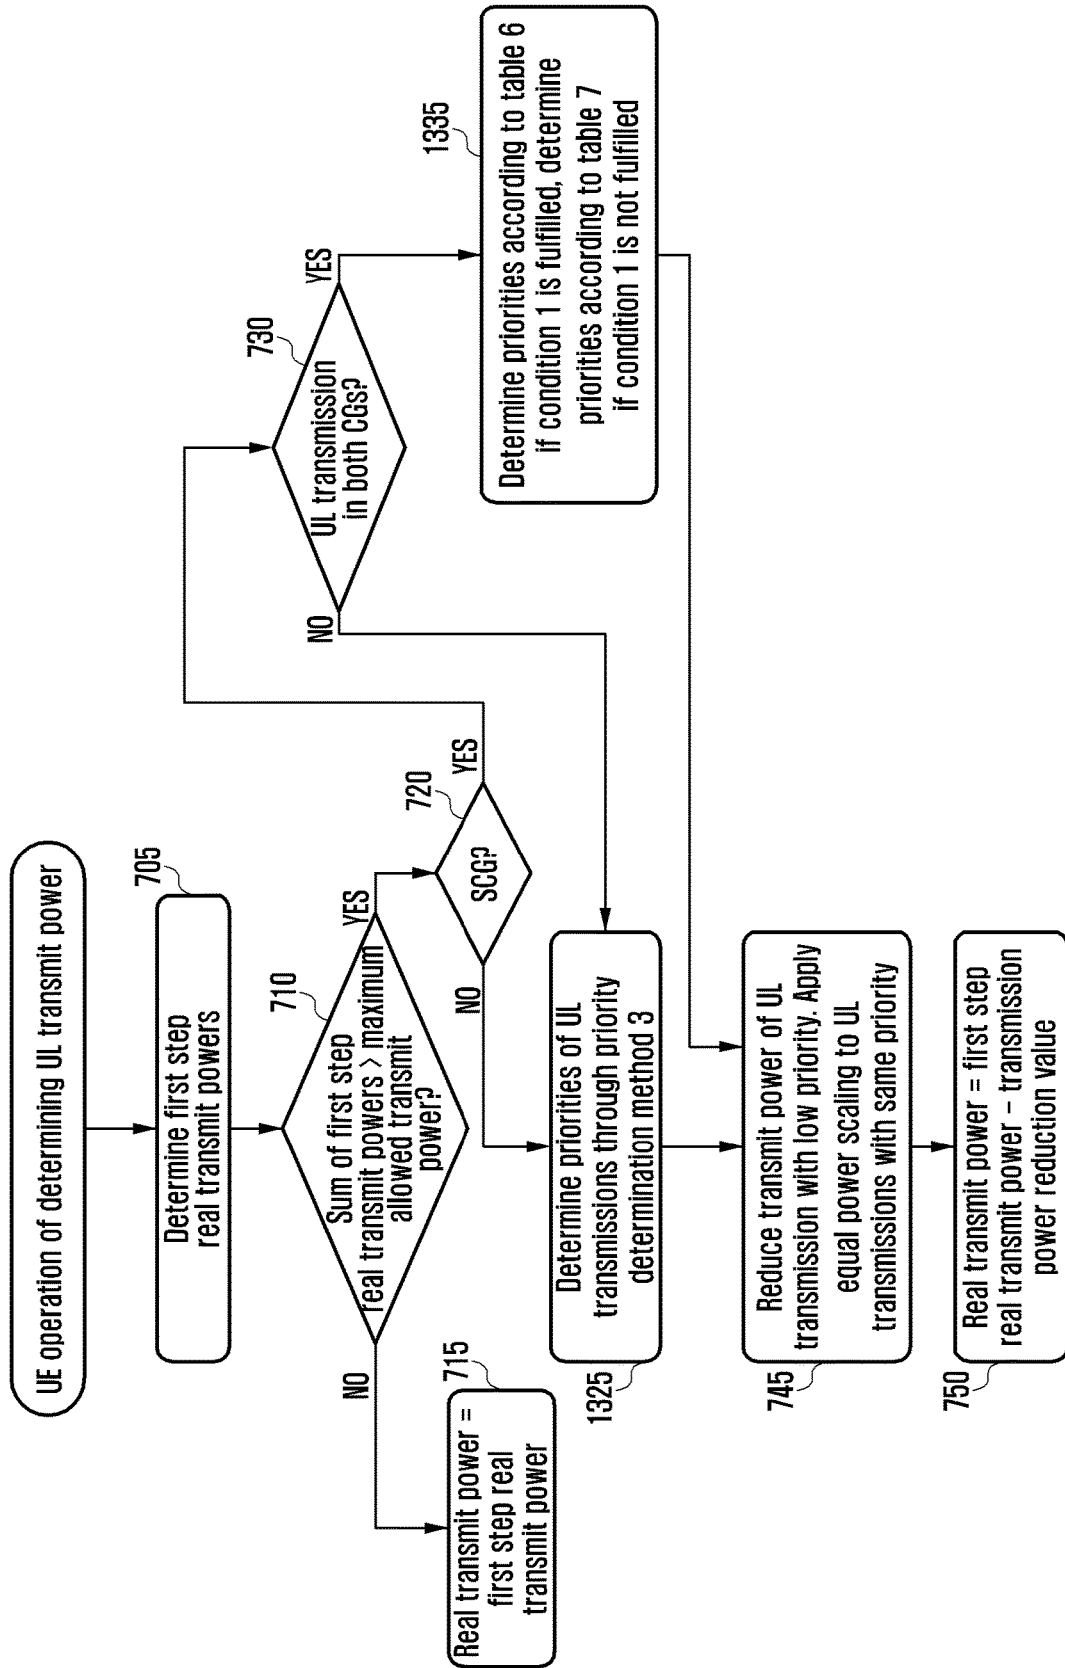 UE operation of determining UL transmit power
705
Determine first step
real transmit powers
710
Sum of first step
real transmit powers > maximum
allowed transmit
power?
NO
YES
715
Real transmit power =
first step real
transmit power
720
SCG?
YES
NO
730
UL transmission
in both CGs?
YES
NO
1335
Determine priorities according to table 6
if condition 1 is fulfilled, determine
priorities according to table 7
if condition 1 is not fulfilled
1325
Determine priorities of UL
transmissions through priority
determination method 3
745
Reduce transmit power of UL
transmission with low priority. Apply
equal power scaling to UL
transmissions with same priority
750
Real transmit power = first step
real transmit power – transmission
power reduction value